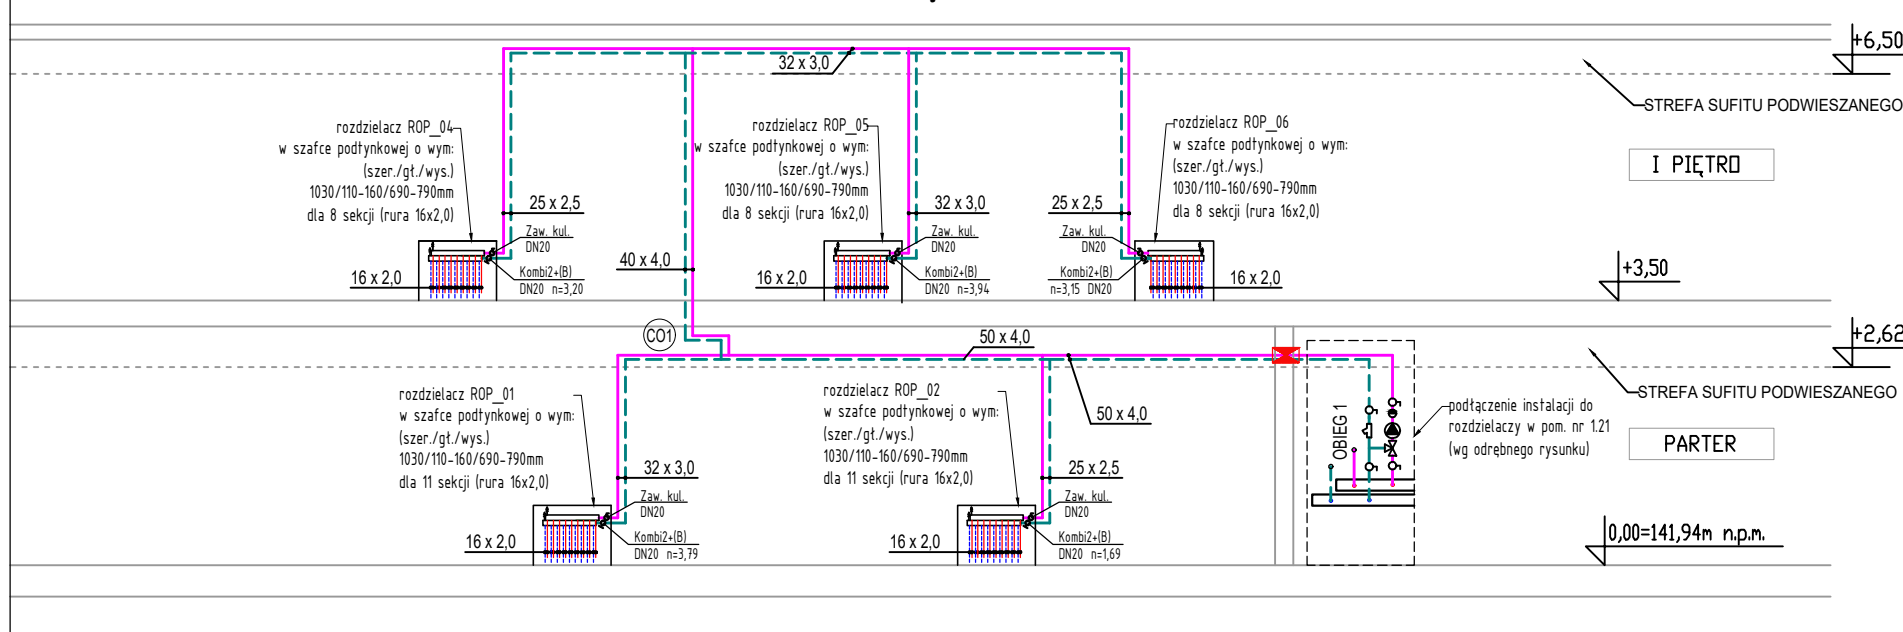 +6,50
32 x 3,0
STREFA SUFITU PODWIESZANEGO
I PIĘTRO
rozdzielacz ROP_04
w szafce podtynkowej o wym:
(szer./gł./wys.)
1030/110-160/690-790mm
dla 8 sekcji (rura 16x2,0)
25 x 2,5
Zaw. kul.
DN20
Kombi2+(B)
DN20 n=3,20
16 x 2,0
40 x 4,0
rozdzielacz ROP_05
w szafce podtynkowej o wym:
(szer./gł./wys.)
1030/110-160/690-790mm
dla 8 sekcji (rura 16x2,0)
32 x 3,0
Zaw. kul.
DN20
Kombi2+(B)
DN20 n=3,94
16 x 2,0
rozdzielacz ROP_06
w szafce podtynkowej o wym:
(szer./gł./wys.)
1030/110-160/690-790mm
dla 8 sekcji (rura 16x2,0)
25 x 2,5
Zaw. kul.
DN20
Kombi2+(B)
n=3,15 DN20
16 x 2,0
+3,50
CO1
50 x 4,0
+2,62
STREFA SUFITU PODWIESZANEGO
PARTER
rozdzielacz ROP_01
w szafce podtynkowej o wym:
(szer./gł./wys.)
1030/110-160/690-790mm
dla 11 sekcji (rura 16x2,0)
32 x 3,0
Zaw. kul.
DN20
Kombi2+(B)
DN20 n=3,79
16 x 2,0
rozdzielacz ROP_02
w szafce podtynkowej o wym:
(szer./gł./wys.)
1030/110-160/690-790mm
dla 11 sekcji (rura 16x2,0)
50 x 4,0
25 x 2,5
Zaw. kul.
DN20
Kombi2+(B)
DN20 n=1,69
16 x 2,0
OBIEG 1
podłączenie instalacji do
rozdzielaczy w pom. nr 1.21
(wg odrębnego rysunku)
0,00=141,94m n.p.m.